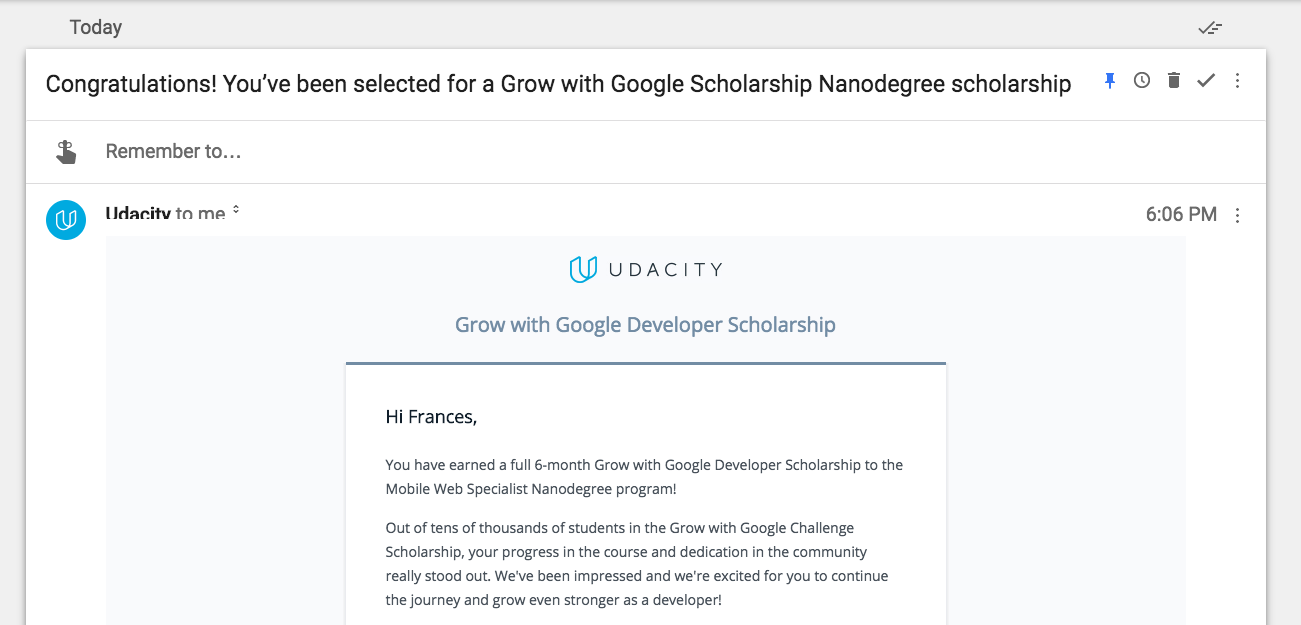 Today
Congratulations! You’ve been selected for a Grow with Google Scholarship Nanodegree scholarship
Remember to…
Udacity to me
6:06 PM
UDACITY
Grow with Google Developer Scholarship
Hi Frances,
You have earned a full 6-month Grow with Google Developer Scholarship to the
Mobile Web Specialist Nanodegree program!
Out of tens of thousands of students in the Grow with Google Challenge
Scholarship, your progress in the course and dedication in the community
really stood out. We've been impressed and we're excited for you to continue
the journey and grow even stronger as a developer!